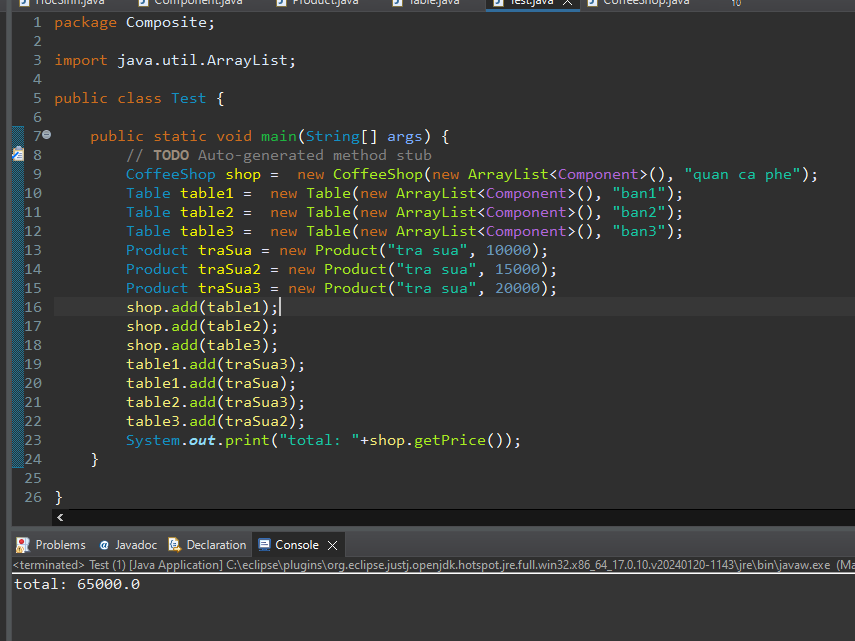 HocSinh.java Component.java Product.java Table.java Test.java CoffeeShop.java 10
1 package Composite;
2
3 import java.util.ArrayList;
4
5 public class Test {
6
7 public static void main(String[] args) {
8 // TODO Auto-generated method stub
9 CoffeeShop shop =  new CoffeeShop(new ArrayList<Component>(), "quan ca phe");
10 Table table1 =  new Table(new ArrayList<Component>(), "ban1");
11 Table table2 =  new Table(new ArrayList<Component>(), "ban2");
12 Table table3 =  new Table(new ArrayList<Component>(), "ban3");
13 Product traSua = new Product("tra sua", 10000);
14 Product traSua2 = new Product("tra sua", 15000);
15 Product traSua3 = new Product("tra sua", 20000);
16 shop.add(table1);
17 shop.add(table2);
18 shop.add(table3);
19 table1.add(traSua3);
20 table1.add(traSua);
21 table2.add(traSua3);
22 table3.add(traSua2);
23 System.out.print("total: "+shop.getPrice());
24 }
25
26 }
Problems @ Javadoc Declaration Console
<terminated> Test (1) [Java Application] C:\eclipse\plugins\org.eclipse.justj.openjdk.hotspot.jre.full.win32.x86_64_17.0.10.v20240120-1143\jre\bin\javaw.exe (Ma
total: 65000.0